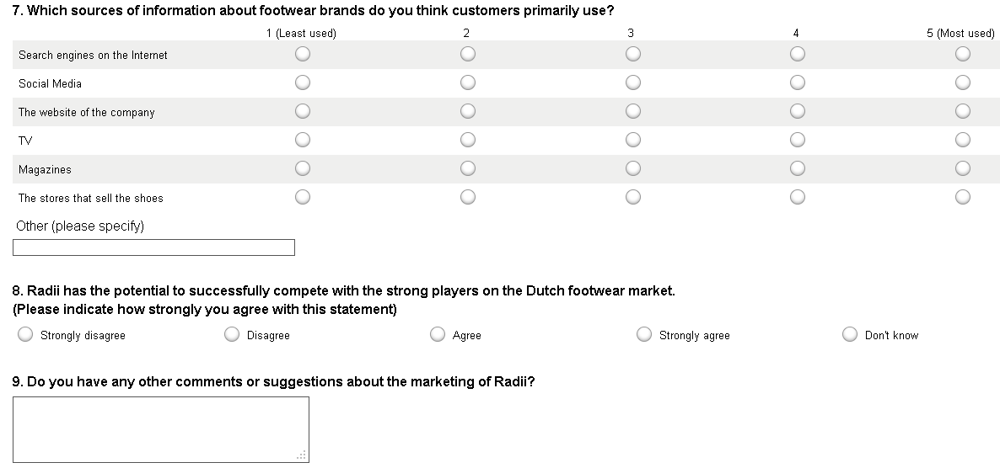 7. Which sources of information about footwear brands do you think customers primarily use?
1 (Least used) 2 3 4 5 (Most used)
Search engines on the Internet
Social Media
The website of the company
TV
Magazines
The stores that sell the shoes
Other (please specify)
8. Radii has the potential to successfully compete with the strong players on the Dutch footwear market.
(Please indicate how strongly you agree with this statement)
Strongly disagree Disagree Agree Strongly agree Don't know
9. Do you have any other comments or suggestions about the marketing of Radii?